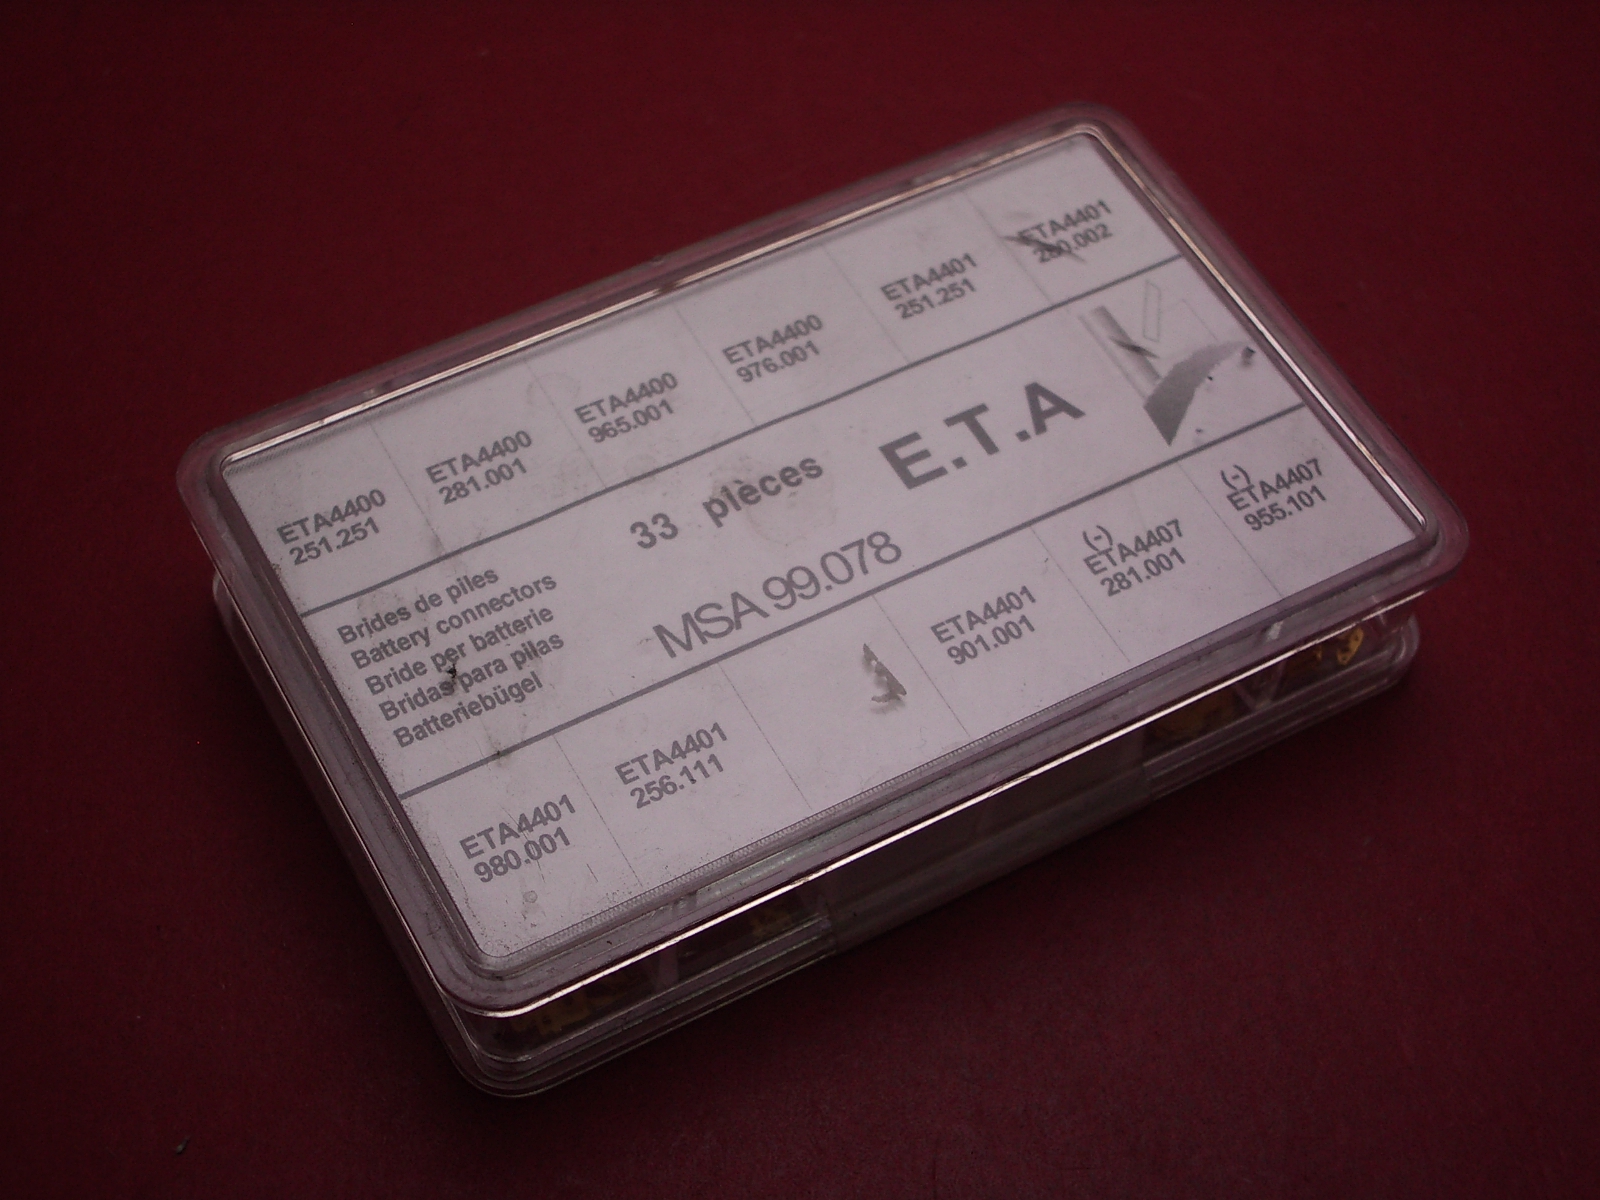 ETA4400
251.251
ETA4400
281.001
ETA4400
965.001
ETA4400
976.001
ETA4401
251.251
ETA4401
280.002
Brides de piles
Battery connectors
Bride per batterie
Bridas para pilas
Batteriebügel
33 pièces
MSA 99.078
E.T.A
ETA4401
980.001
ETA4401
256.111
ETA4401
901.001
(-)
ETA4407
281.001
(-)
ETA4407
955.101